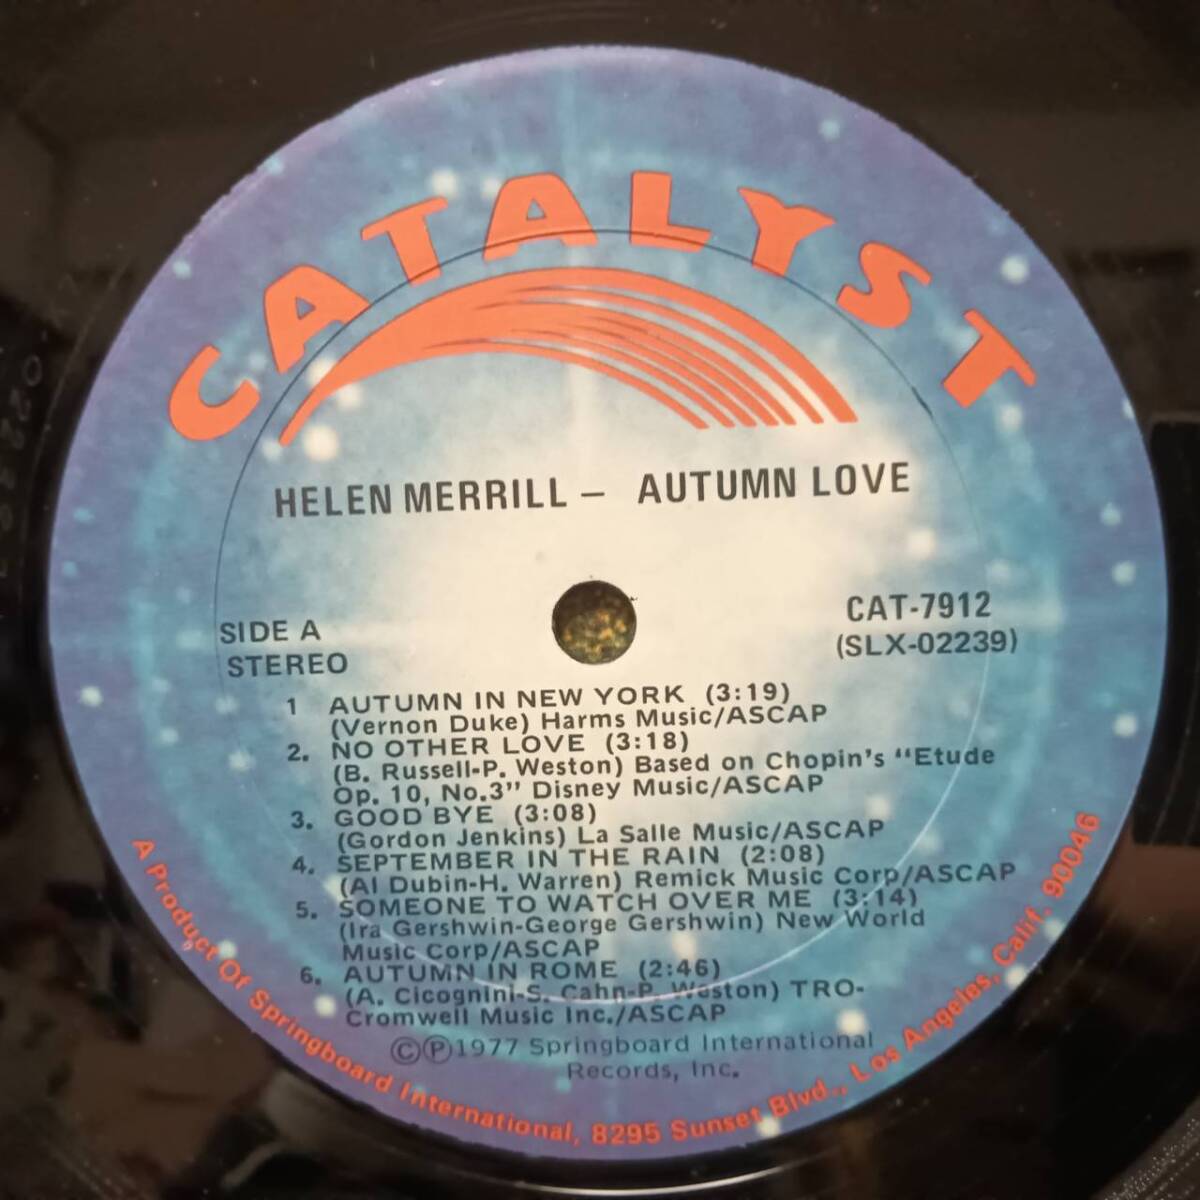 CATALYST
HELEN MERRILL – AUTUMN LOVE
SIDE A
STEREO
CAT-7912
(SLX-02239)
1 AUTUMN IN NEW YORK (3:19)
(Vernon Duke) Harms Music/ASCAP
2. NO OTHER LOVE (3:18)
(B. Russell-P. Weston) Based on Chopin's "Etude
Op. 10, No.3" Disney Music/ASCAP
3. GOOD BYE (3:08)
(Gordon Jenkins) La Salle Music/ASCAP
4. SEPTEMBER IN THE RAIN (2:08)
(Al Dubin-H. Warren) Remick Music Corp/ASCAP
5. SOMEONE TO WATCH OVER ME (3:14)
(Ira Gershwin-George Gershwin) New World
Music Corp/ASCAP
6. AUTUMN IN ROME (2:46)
(A. Cicognini-S. Cahn-P. Weston) TRO-
Cromwell Music Inc./ASCAP
©℗1977 Springboard International
Records, Inc.
A Product Of Springboard International, 8295 Sunset Blvd., Los Angeles, Calif. 90046